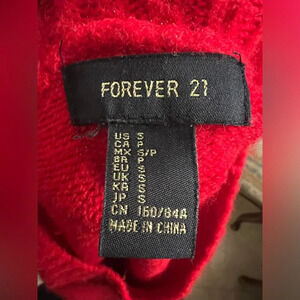 FOREVER 21
US S
CA P
MX S/P
BR P
EU S
UK S
KR S
JP S
CN 160/84A
MADE IN CHINA